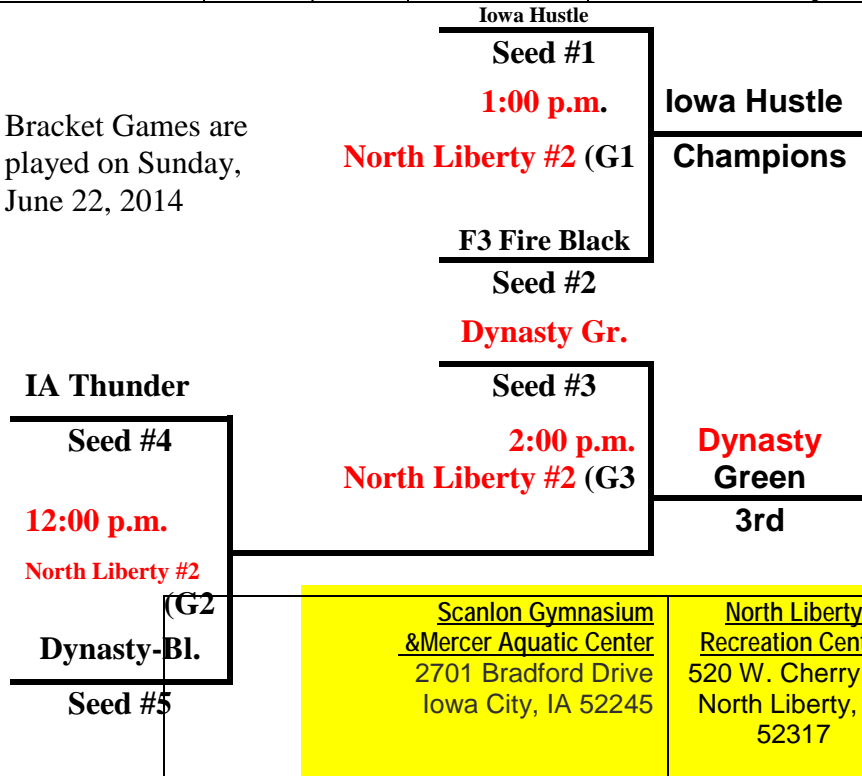 Iowa Hustle
Seed #1
1:00 p.m.
North Liberty #2 (G1
Iowa Hustle
Champions
Bracket Games are
played on Sunday,
June 22, 2014
F3 Fire Black
Seed #2
Dynasty Gr.
Seed #3
2:00 p.m.
North Liberty #2 (G3
Dynasty
Green
3rd
IA Thunder
Seed #4
12:00 p.m.
North Liberty #2
(G2
Dynasty-Bl.
Seed #5
Scanlon Gymnasium
&Mercer Aquatic Center
2701 Bradford Drive
Iowa City, IA 52245
North Liberty
Recreation Cen
520 W. Cherry
North Liberty,
52317